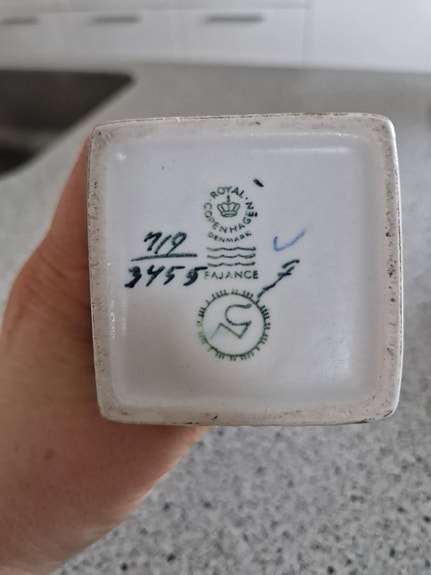 ROYAL
COPENHAGEN
DENMARK
719
3455
FAJANCE